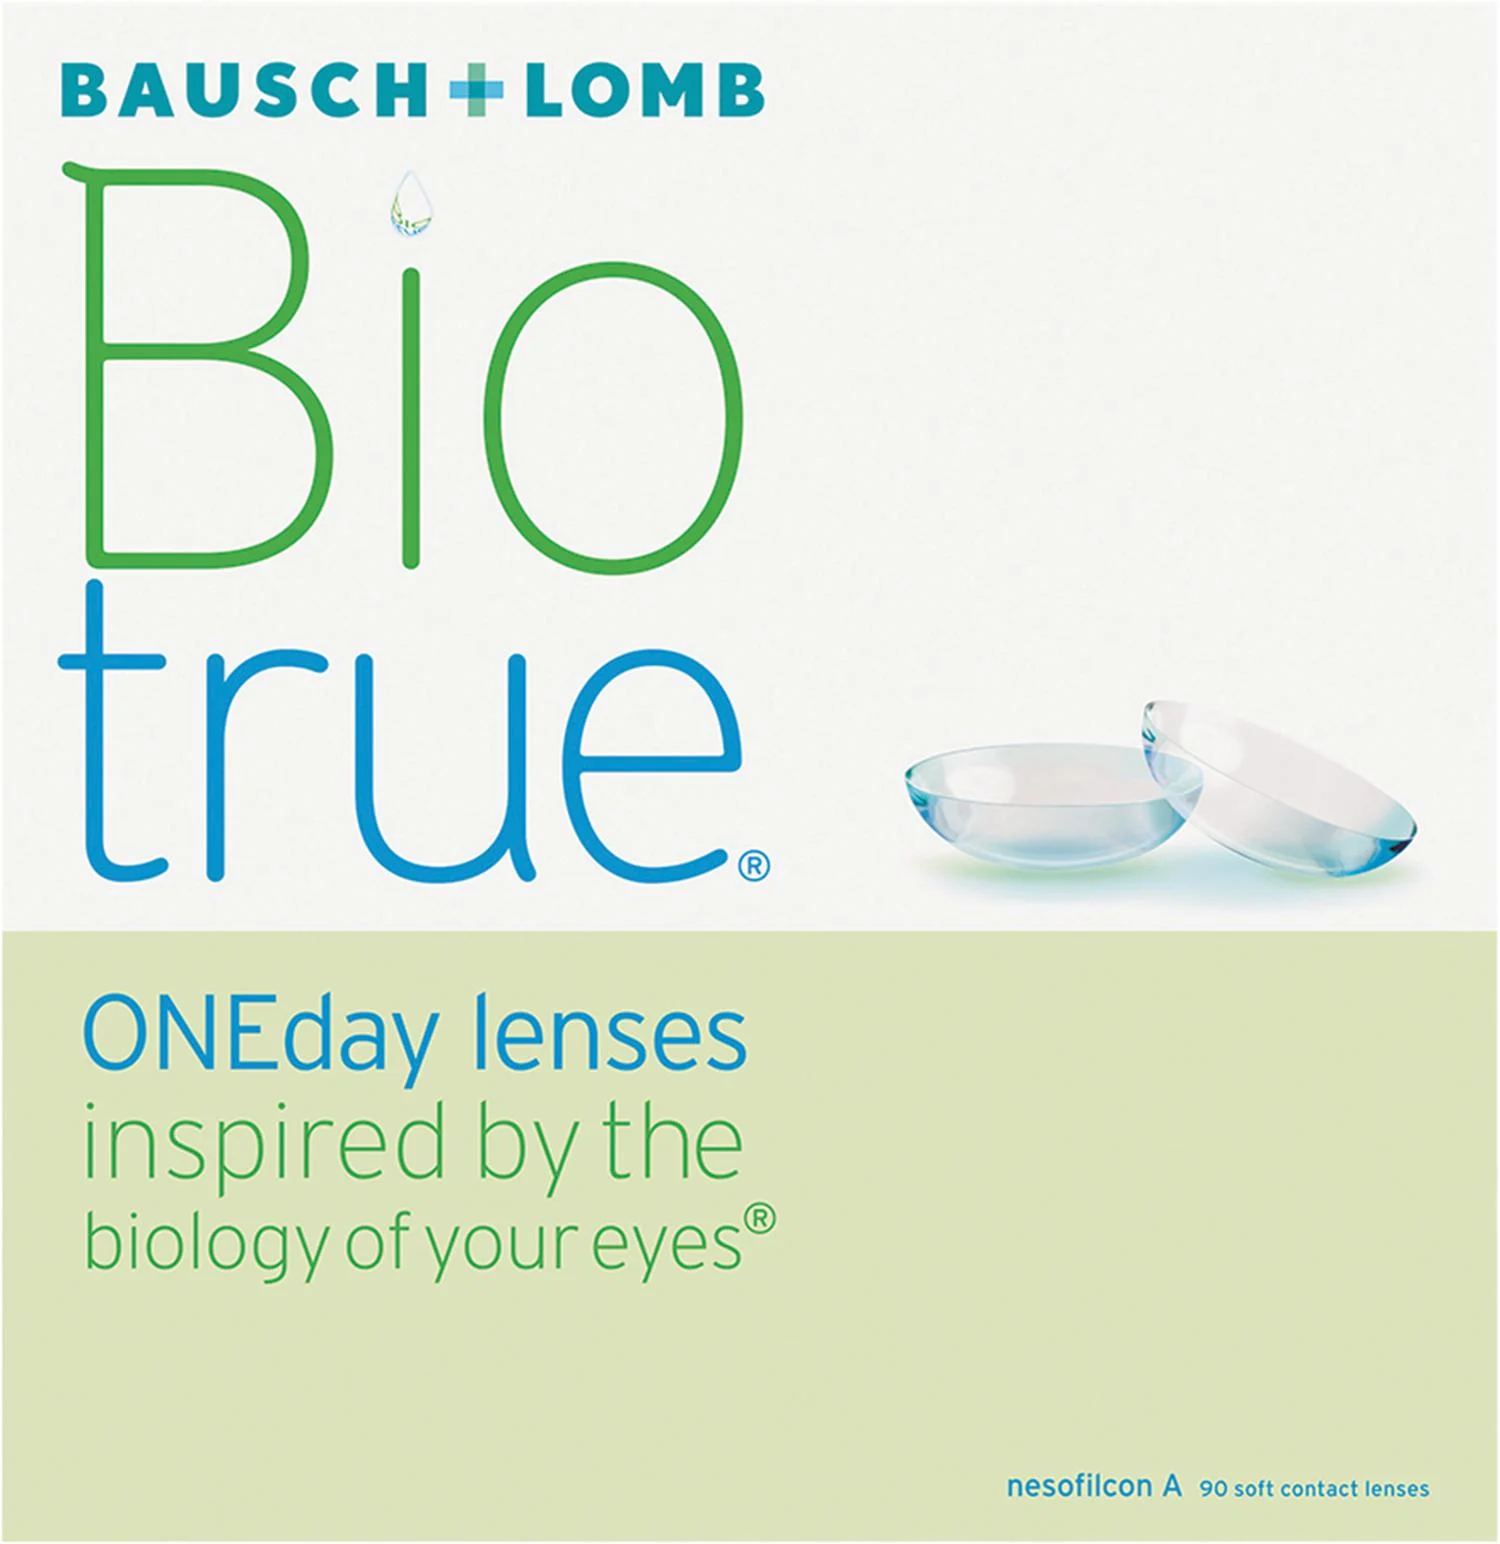 BAUSCH+LOMB
Bio
true®
ONEday lenses
inspired by the
biology of your eyes®
nesofilcon A 90 soft contact lenses